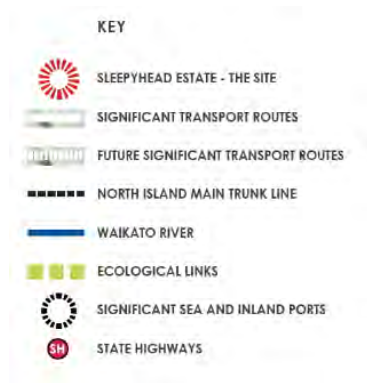 KEY
SLEEPYHEAD ESTATE - THE SITE
SIGNIFICANT TRANSPORT ROUTES
FUTURE SIGNIFICANT TRANSPORT ROUTES
NORTH ISLAND MAIN TRUNK LINE
WAIKATO RIVER
ECOLOGICAL LINKS
SIGNIFICANT SEA AND INLAND PORTS
SH STATE HIGHWAYS